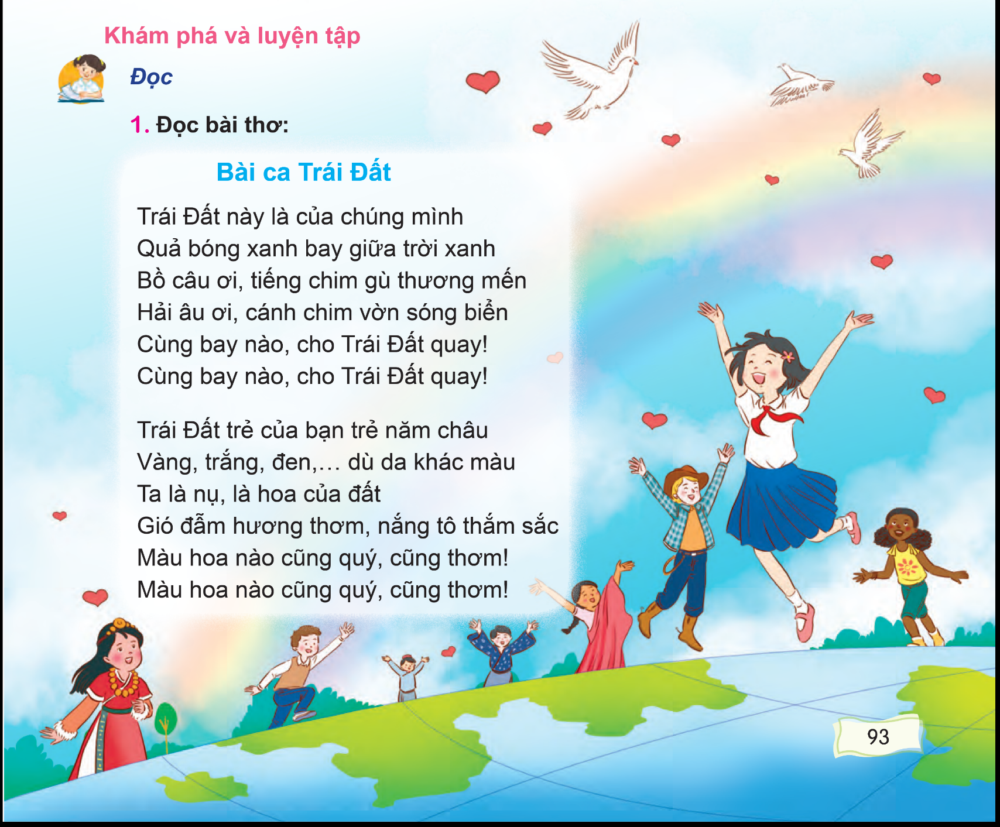 Khám phá và luyện tập
Đọc
1. Đọc bài thơ:
Bài ca Trái Đất
Trái Đất này là của chúng mình
Quả bóng xanh bay giữa trời xanh
Bồ câu ơi, tiếng chim gù thương mến
Hải âu ơi, cánh chim vờn sóng biển
Cùng bay nào, cho Trái Đất quay!
Cùng bay nào, cho Trái Đất quay!
Trái Đất trẻ của bạn trẻ năm châu
Vàng, trắng, đen,... dù da khác màu
Ta là nụ, là hoa của đất
Gió đẫm hương thơm, nắng tô thắm sắc
Màu hoa nào cũng quý, cũng thơm!
Màu hoa nào cũng quý, cũng thơm!
93